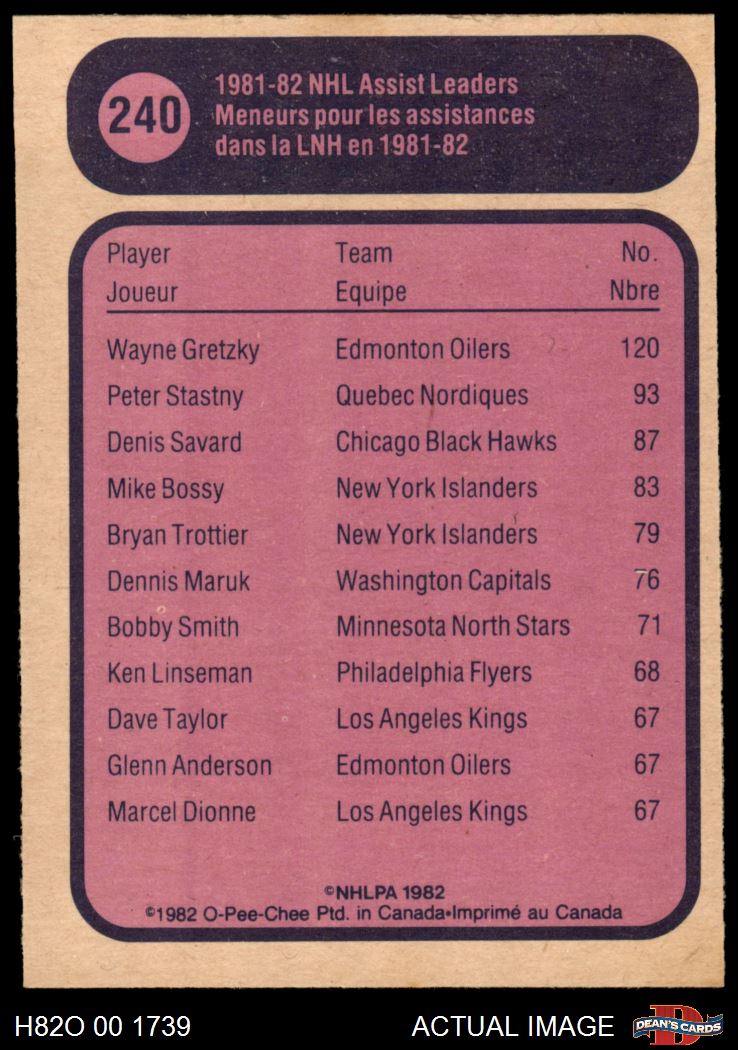 240
1981-82 NHL Assist Leaders
Meneurs pour les assistances
dans la LNH en 1981-82
Player Team No.
Joueur Equipe Nbre
Wayne Gretzky Edmonton Oilers 120
Peter Stastny Quebec Nordiques 93
Denis Savard Chicago Black Hawks 87
Mike Bossy New York Islanders 83
Bryan Trottier New York Islanders 79
Dennis Maruk Washington Capitals 76
Bobby Smith Minnesota North Stars 71
Ken Linseman Philadelphia Flyers 68
Dave Taylor Los Angeles Kings 67
Glenn Anderson Edmonton Oilers 67
Marcel Dionne Los Angeles Kings 67
©NHLPA 1982
©1982 O-Pee-Chee Ptd. in Canada•Imprimé au Canada
H82O 00 1739 ACTUAL IMAGE D DEAN'S CARDS